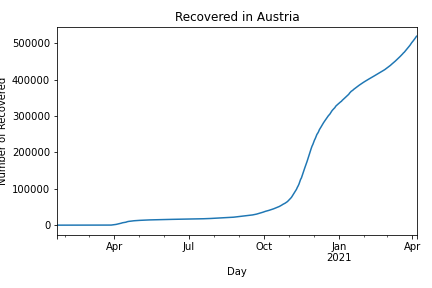 Recovered in Austria
Number of Recovered
500000
400000
300000
200000
100000
0
Apr Jul Oct Jan Apr
2021
Day